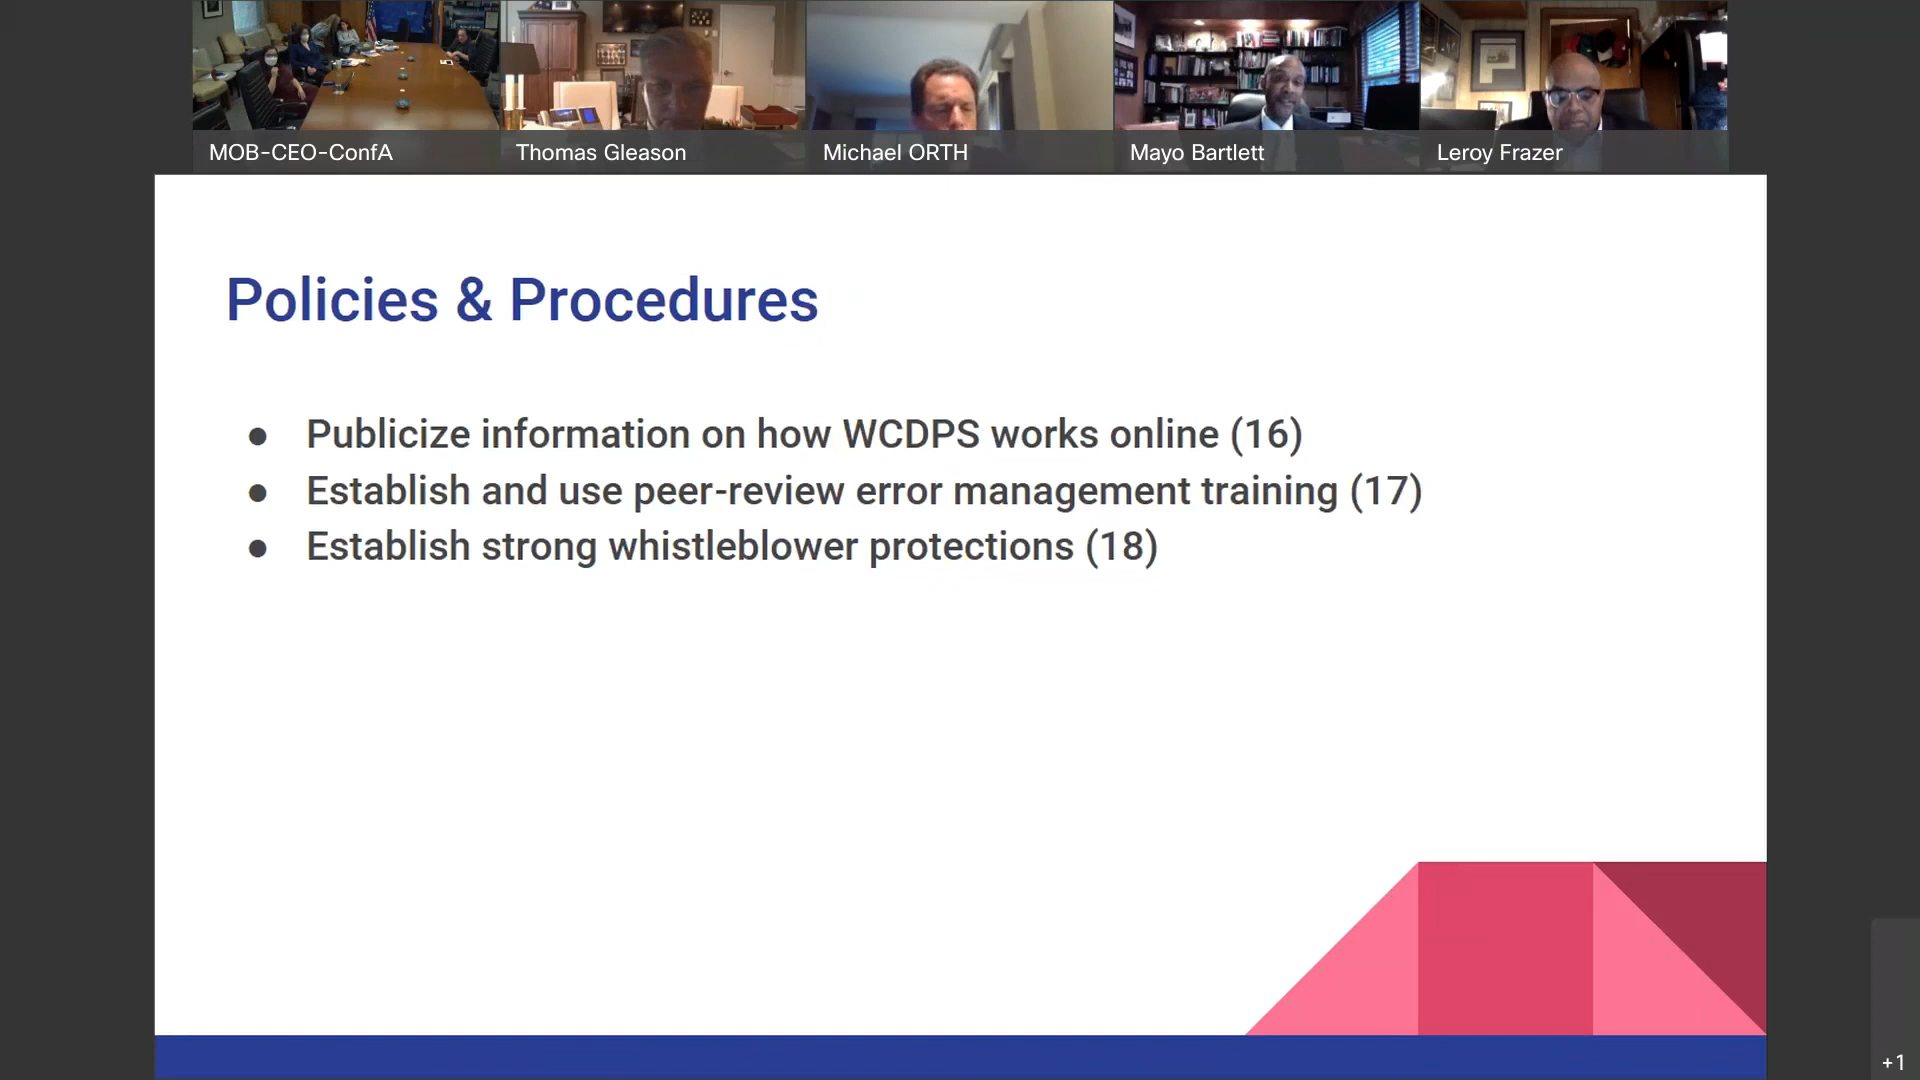 MOB-CEO-ConfA
Thomas Gleason
Michael ORTH
Mayo Bartlett
Leroy Frazer
Policies & Procedures
● Publicize information on how WCDPS works online (16)
● Establish and use peer-review error management training (17)
● Establish strong whistleblower protections (18)
+1